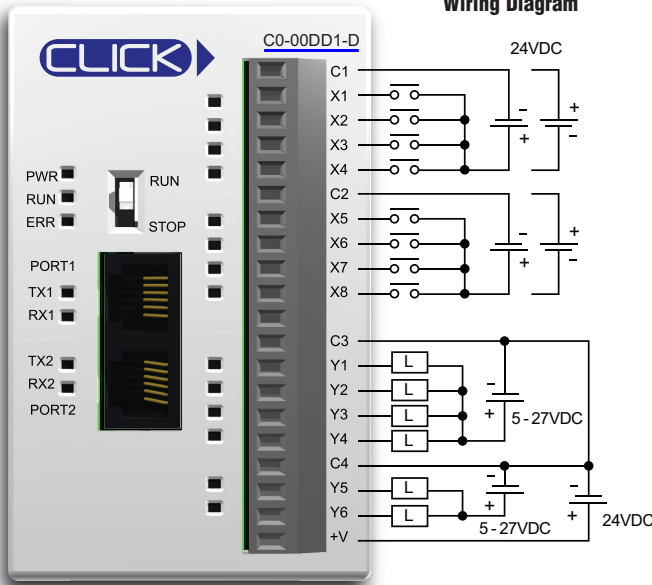 Wiring Diagram
CLICK
C0-00DD1-D
24VDC
C1
X1
X2
X3
X4
C2
X5
X6
X7
X8
C3
Y1
Y2
Y3
Y4
C4
Y5
Y6
+V
PWR
RUN
ERR
RUN
STOP
PORT1
TX1
RX1
TX2
RX2
PORT2
- +
+ -
- +
+ -
L
L
L
L
-
+
5-27VDC
L
L
-
+
5-27VDC
-
+
24VDC